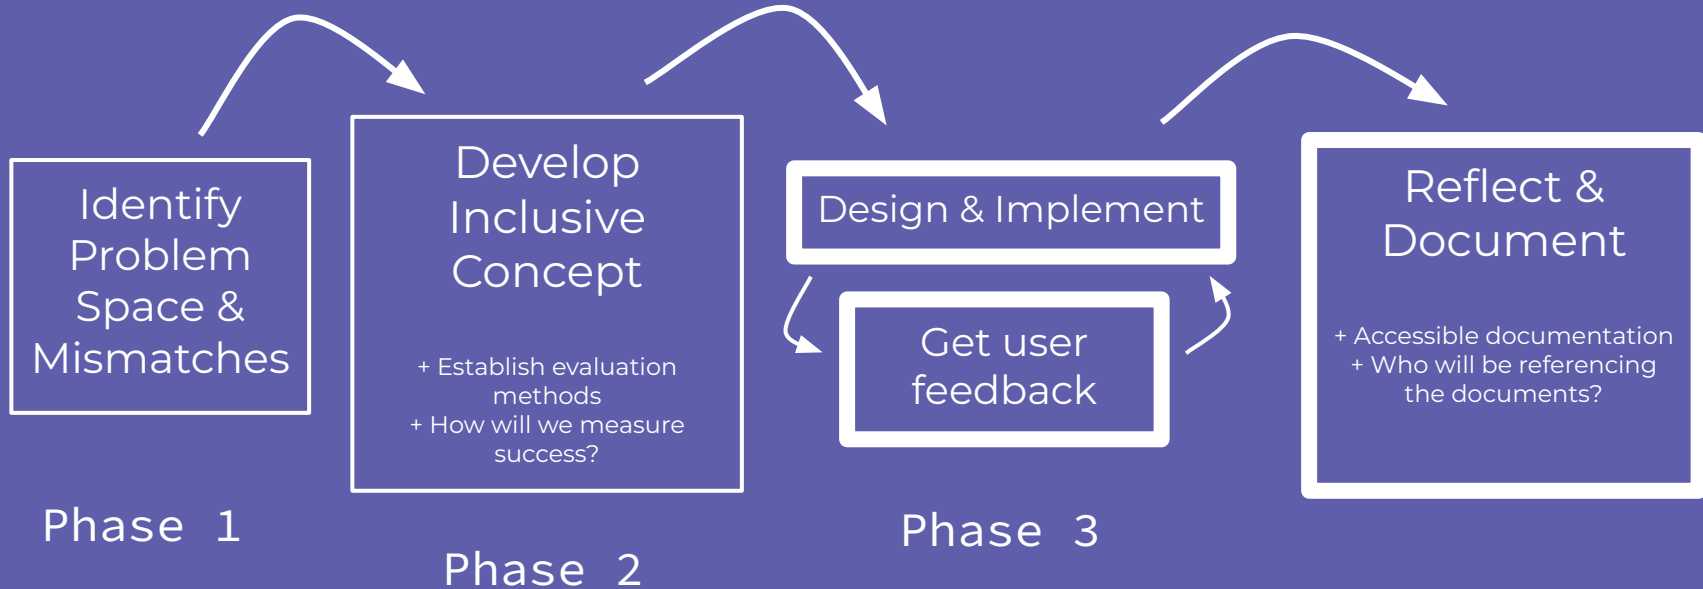 Identify
Problem
Space &
Mismatches
Phase 1
Develop
Inclusive
Concept
+ Establish evaluation
methods
+ How will we measure
success?
Phase 2
Design & Implement
Get user
feedback
Phase 3
Reflect &
Document
+ Accessible documentation
+ Who will be referencing
the documents?